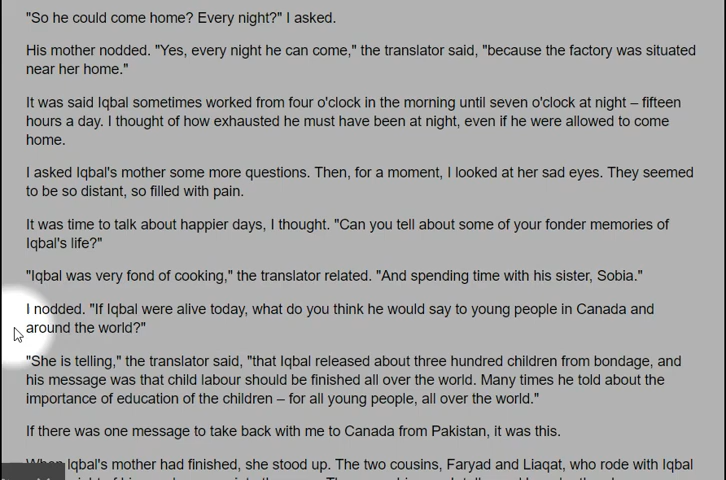 "So he could come home? Every night?" I asked.
His mother nodded. "Yes, every night he can come," the translator said, "because the factory was situated
near her home."
It was said Iqbal sometimes worked from four o'clock in the morning until seven o'clock at night – fifteen
hours a day. I thought of how exhausted he must have been at night, even if he were allowed to come
home.
I asked Iqbal's mother some more questions. Then, for a moment, I looked at her sad eyes. They seemed
to be so distant, so filled with pain.
It was time to talk about happier days, I thought. "Can you tell about some of your fonder memories of
Iqbal's life?"
"Iqbal was very fond of cooking," the translator related. "And spending time with his sister, Sobia."
I nodded. "If Iqbal were alive today, what do you think he would say to young people in Canada and
around the world?"
"She is telling," the translator said, "that Iqbal released about three hundred children from bondage, and
his message was that child labour should be finished all over the world. Many times he told about the
importance of education of the children – for all young people, all over the world."
If there was one message to take back with me to Canada from Pakistan, it was this.
When Iqbal's mother had finished, she stood up. The two cousins, Faryad and Liaqat, who rode with Iqbal